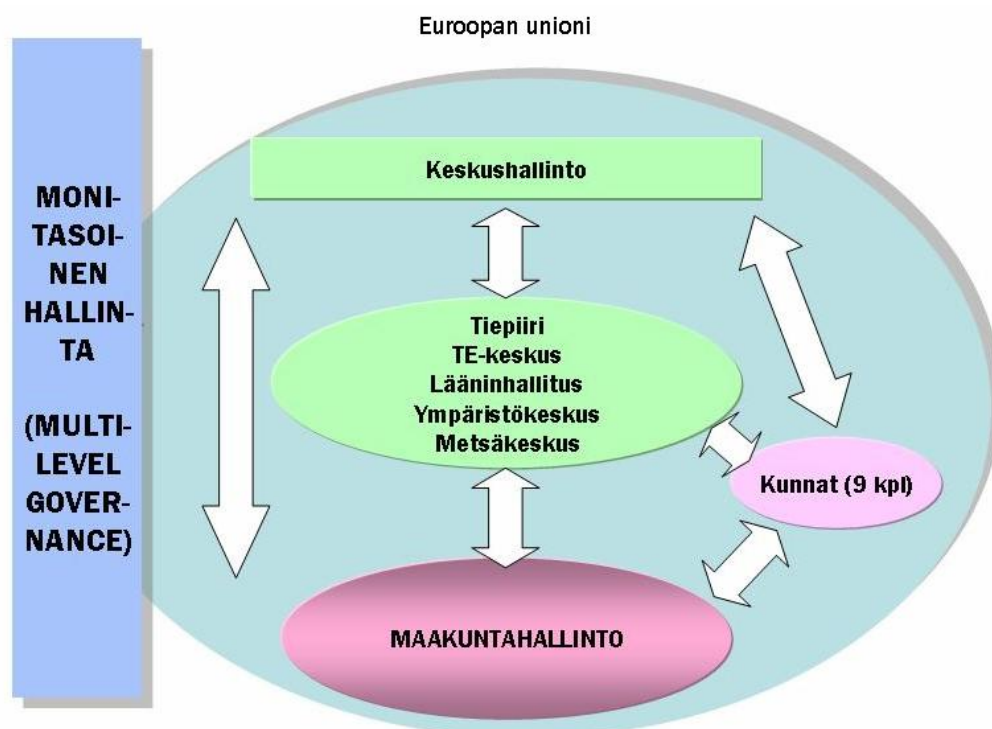 Euroopan unioni
MONI-
TASOI-
NEN
HALLIN-
TA
(MULTI-
LEVEL
GOVER-
NANCE)
Keskushallinto
Tiepiiri
TE-keskus
Lääninhallitus
Ympäristökeskus
Metsäkeskus
Kunnat (9 kpl)
MAAKUNTAHALLINTO